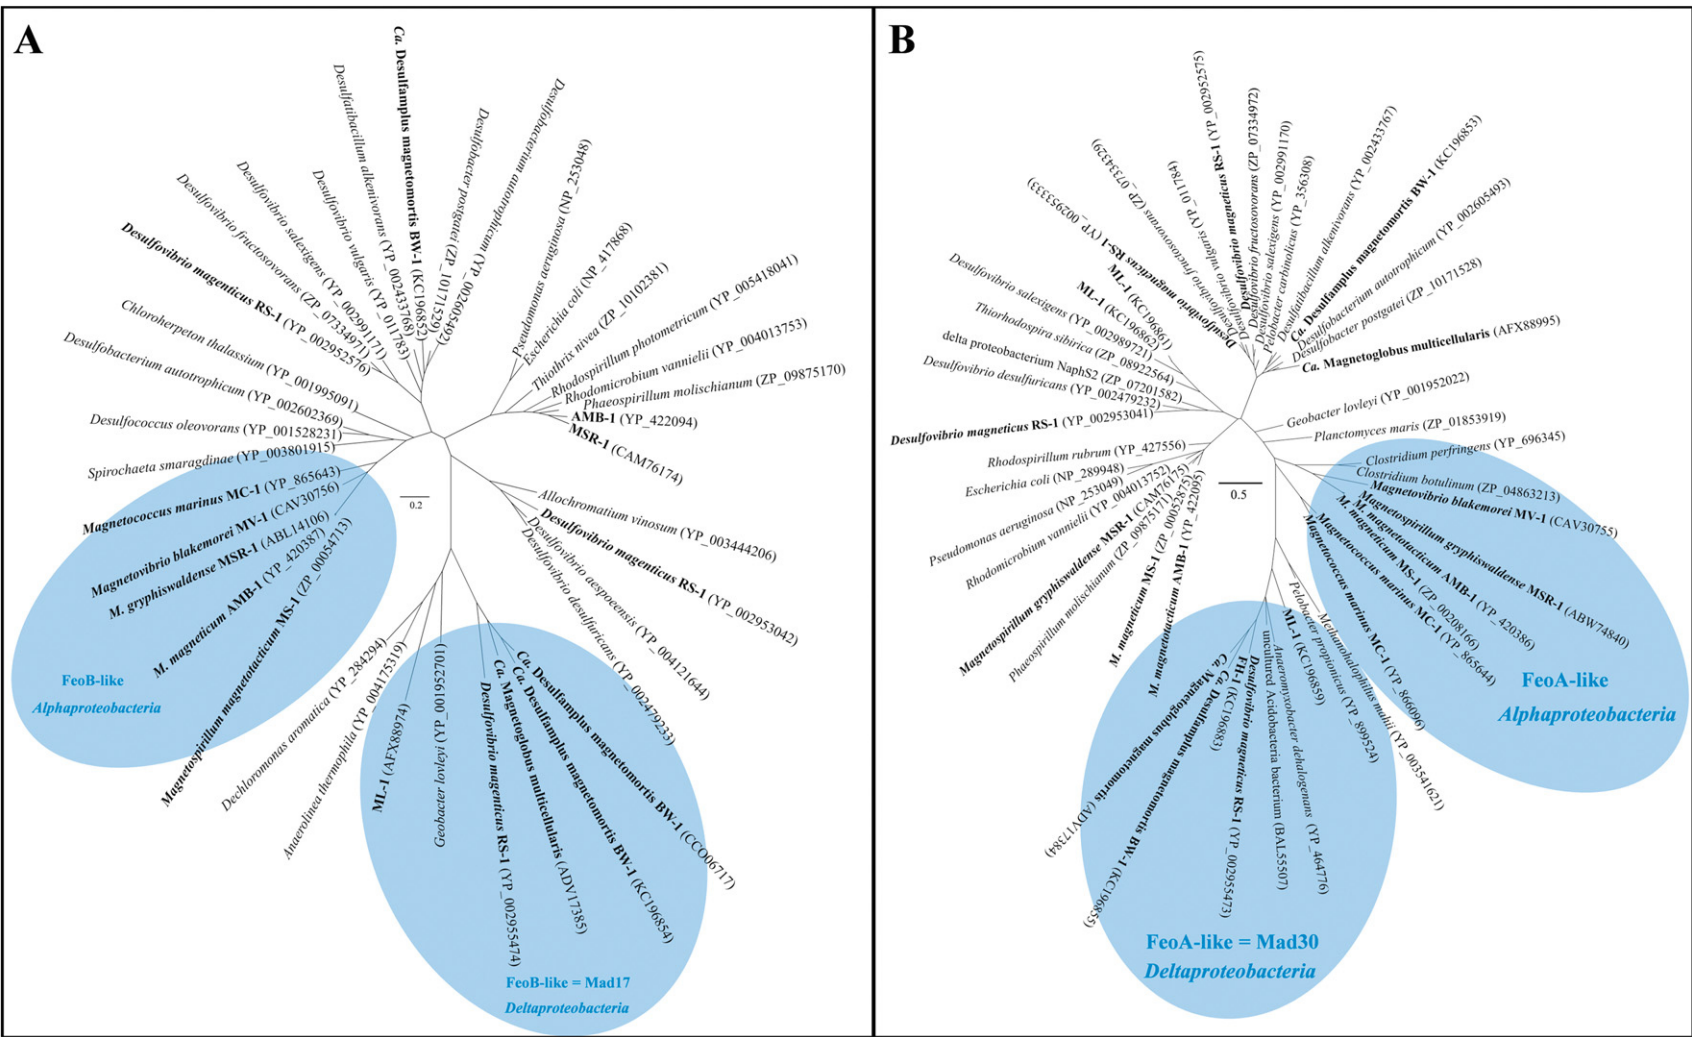 A
Ca. Desulfamplus magnetomortis BW-1 (KC196852)
Desulfatibacillum alkenivorans (YP_002433768)
Desulfobacter postgatei (ZP_10171529)
Desulfobacterium autotrophicum (YP_002605492)
Desulfovibrio vulgaris (YP_011783)
Desulfovibrio salexigens (YP_002991171)
Desulfovibrio fructosovorans (ZP_07334971)
Desulfovibrio magenticus RS-1 (YP_002952576)
Chloroherpeton thalassium (YP_001995091)
Desulfobacterium autrophicum (YP_002602369)
Desulfococcus oleovorans (YP_001528231)
Spirochaeta smaragdinae (YP_003801915)
Magnetococcus marinus MC-1 (YP_865643)
Magnetovibrio blakemorei MV-1 (CAV30756)
M. gryphiswaldense MSR-1 (ABL14106)
M. magneticum AMB-1 (YP_420387)
Magnetospirillum magnetotacticum MS-1 (ZP_00054713)
FeoB-like
Alphaproteobacteria
Pseudomonas aeruginosa (NP_253048)
Escherichia coli (NP_417868)
Thiothrix nivea (ZP_10102381)
Rhodospirillum photometricum (YP_005418041)
Rhodomicrobium vannielii (YP_004013753)
Phaeospirillum molischianum (ZP_09875170)
AMB-1 (YP_422094)
MSR-1 (CAM76174)
0.2
Allochromatium vinosum (YP_003444206)
Desulfovibrio magenticus RS-1 (YP_002953042)
Desulfovibrio aespoeensis (YP_004121644)
Desulfovibrio desulfuricans (YP_002479233)
Dechloromonas aromatica (YP_284294)
Anaerolinea thermophila (YP_004175319)
ML-1 (AFX88974)
Geobacter lovleyi (YP_001952701)
Desulfovibrio magenticus RS-1 (YP_002955474)
Ca. Magnetoglobus multicellularis (ADV17385)
Ca. Desulfamplus magnetomortis BW-1 (KC196854)
Ca. Desulfamplus magnetomortis BW-1 (CCO06717)
FeoB-like = Mad17
Deltaproteobacteria
B
Desulfovibrio magneticus RS-1 (YP_002952575)
Desulfovibrio fructosovorans (ZP_07334972)
Desulfovibrio salexigens (YP_002991170)
Pelobacter carbinolicus (YP_356308)
Desulfatibacillum alkenivorans (YP_002433767)
Ca. Desulfamplus magnetomortis BW-1 (KC196853)
Desulfobacterium autotrophicum (YP_002605493)
Desulfobacter postgatei (ZP_10171528)
Ca. Magnetoglobus multicellularis (AFX88995)
Desulfovibrio vulgaris (YP_011784)
Desulfovibrio fructosovorans (ZP_07334329)
Desulfovibrio magneticus RS-1 (YP_002953333)
ML-1 (KC196861)
ML-1 (KC196862)
Desulfovibrio salexigens (YP_002989721)
Thiorhodospira sibirica (ZP_08922564)
delta proteobacterium NaphS2 (ZP_07201582)
Desulfovibrio desulfuricans (YP_002479232)
Desulfovibrio magneticus RS-1 (YP_002953041)
Rhodospirillum rubrum (YP_427556)
Escherichia coli (NP_289948)
Pseudomonas aeruginosa (NP_253049)
Rhodomicrobium vannielii (YP_004013752)
Magnetospirillum gryphiswaldense MSR-1 (CAM76175)
Phaeospirillum molischianum (ZP_09875171)
M. magneticum MS-1 (ZP_00052875)
M. magnetotacticum AMB-1 (YP_422095)
0.5
Geobacter lovleyi (YP_001952022)
Planctomyces maris (ZP_01853919)
Clostridium perfringens (YP_696345)
Clostridium botulinum (ZP_04863213)
Magnetovibrio blakemorei MV-1 (CAV30755)
Magnetospirillum gryphiswaldense MSR-1 (ABW74840)
M. magnetotacticum AMB-1 (YP_420386)
M. magneticum MS-1 (ZP_00208166)
Magnetococcus marinus MC-1 (YP_865644)
Magnetococcus marinus MC-1 (YP_866096)
FeoA-like
Alphaproteobacteria
Methanohalophilus mahii (YP_003541621)
Pelobacter propionicus (YP_899524)
ML-1 (KC196859)
Anaeromyxobacter dehalogenans (YP_464776)
uncultured Acidobacteria bacterium (BAL55507)
Desulfovibrio magneticus RS-1 (YP_002955473)
FH-1 (KC196883)
Ca. Desulfamplus magnetomortis BW-1 (KC196855)
Ca. Magnetoglobus magnetomortis (ADV17384)
FeoA-like = Mad30
Deltaproteobacteria